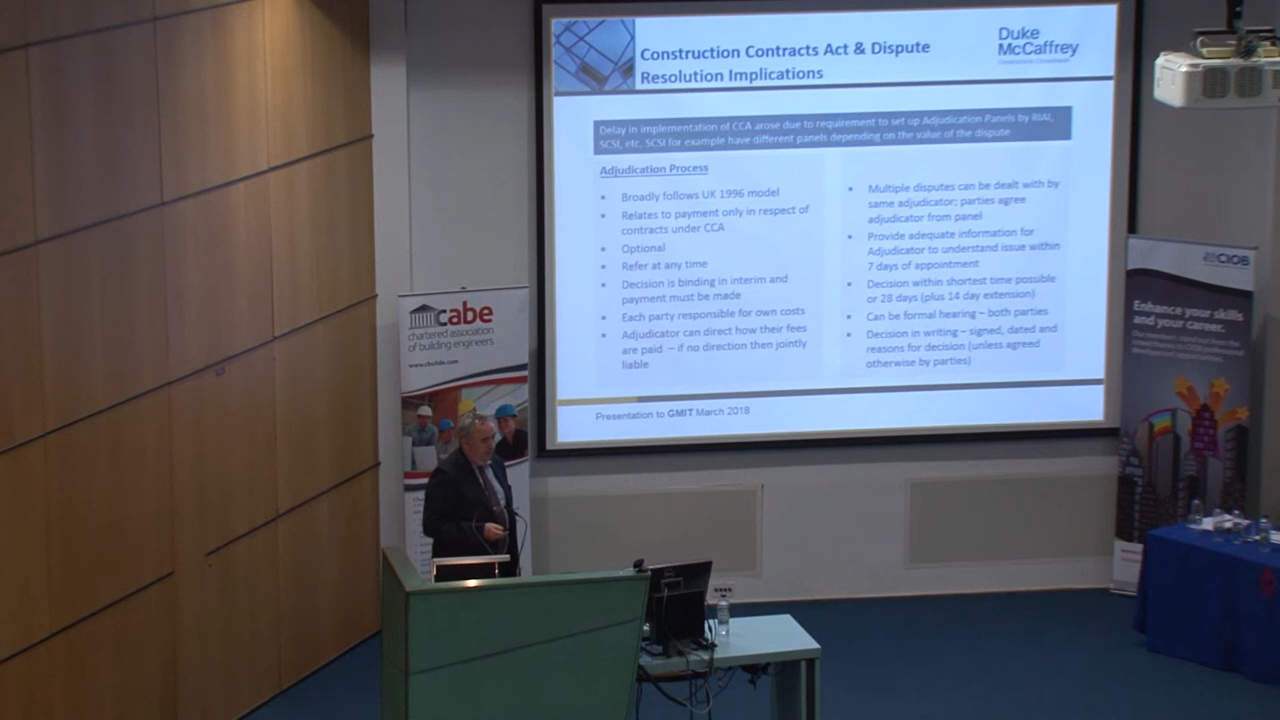 Construction Contracts Act & Dispute
Resolution Implications
Duke
McCaffrey
Delay in implementation of CCA arose due to requirement to set up Adjudication Panels by RIAI,
SCSI, etc. SCSI for example have different panels depending on the value of the dispute
Adjudication Process
Broadly follows UK 1996 model
Relates to payment only in respect of
contracts under CCA
Optional
Refer at any time
Decision is binding in interim and
payment must be made
Each party responsible for own costs
Adjudicator can direct how their fees
are paid – if no direction then jointly
liable
Multiple disputes can be dealt with by
same adjudicator; parties agree
adjudicator from panel
Provide adequate information for
Adjudicator to understand issue within
7 days of appointment
Decision within shortest time possible
or 28 days (plus 14 day extension)
Can be formal hearing – both parties
Decision in writing – signed, dated and
reasons for decision (unless agreed
otherwise by parties)
Presentation to GMIT March 2018
cabe
chartered association
of building engineers
www.cbuilde.com
CIOB
Enhance your skills
end your career.